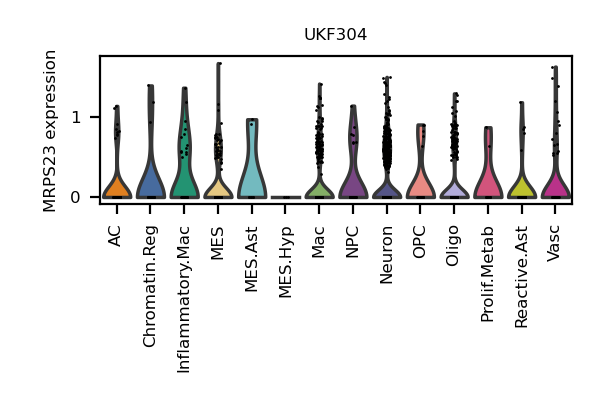 UKF304
MRPS23 expression
1
0
AC
Chromatin.Reg
Inflammatory.Mac
MES
MES.Ast
MES.Hyp
Mac
NPC
Neuron
OPC
Oligo
Prolif.Metab
Reactive.Ast
Vasc